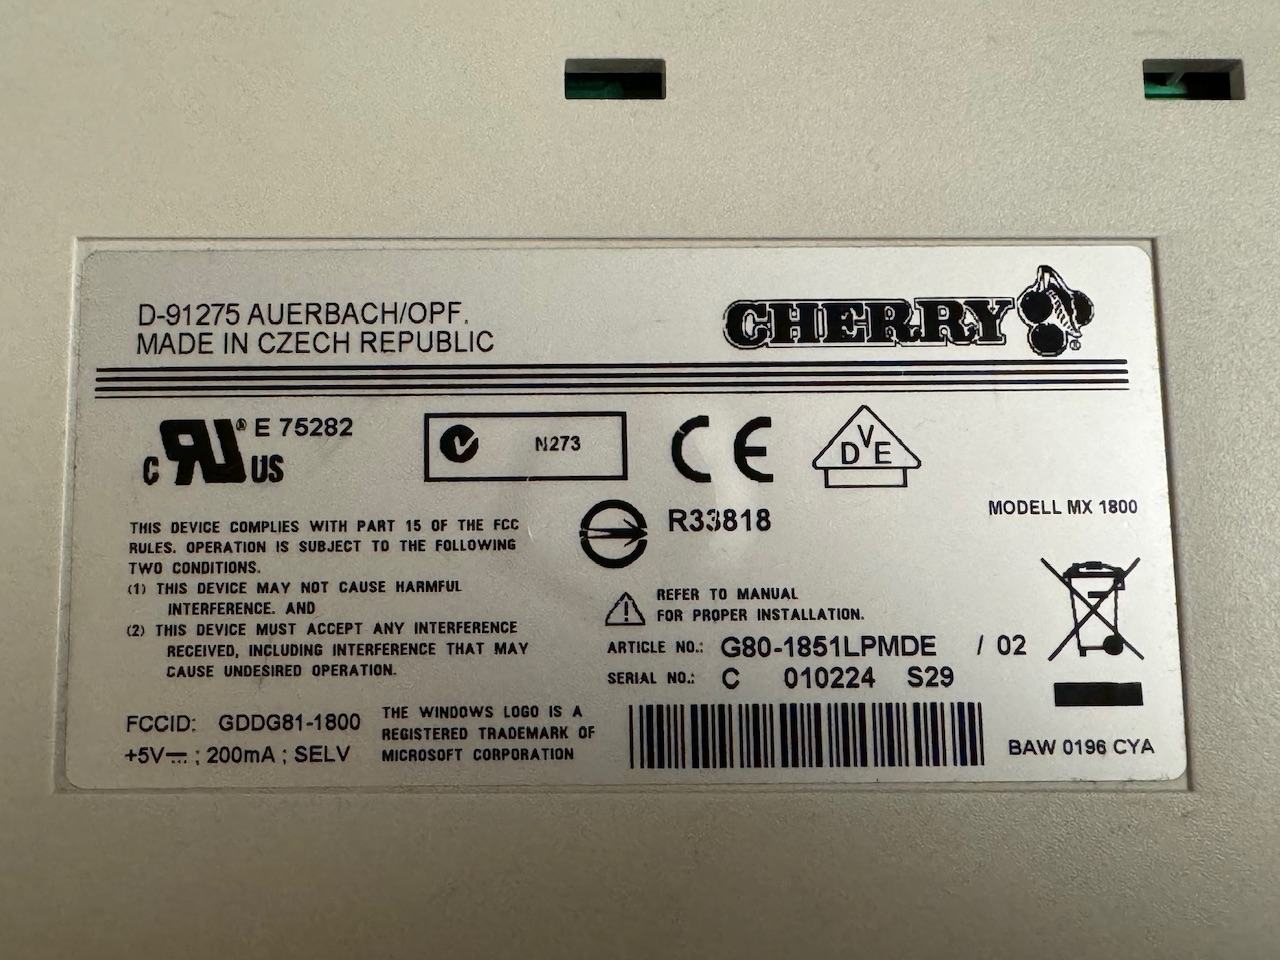 D-91275 AUERBACH/OPF.
MADE IN CZECH REPUBLIC
CHERRY
®
C RU ® US E 75282
N273
CE
DVE
R33818
MODELL MX 1800
THIS DEVICE COMPLIES WITH PART 15 OF THE FCC
RULES. OPERATION IS SUBJECT TO THE FOLLOWING
TWO CONDITIONS.
(1) THIS DEVICE MAY NOT CAUSE HARMFUL
INTERFERENCE. AND
(2) THIS DEVICE MUST ACCEPT ANY INTERFERENCE
RECEIVED, INCLUDING INTERFERENCE THAT MAY
CAUSE UNDESIRED OPERATION.
REFER TO MANUAL
FOR PROPER INSTALLATION.
ARTICLE NO.: G80-1851LPMDE / 02
SERIAL NO.: C 010224 S29
FCCID: GDDG81-1800
+5V⎓ ; 200mA ; SELV
THE WINDOWS LOGO IS A
REGISTERED TRADEMARK OF
MICROSOFT CORPORATION
BAW 0196 CYA